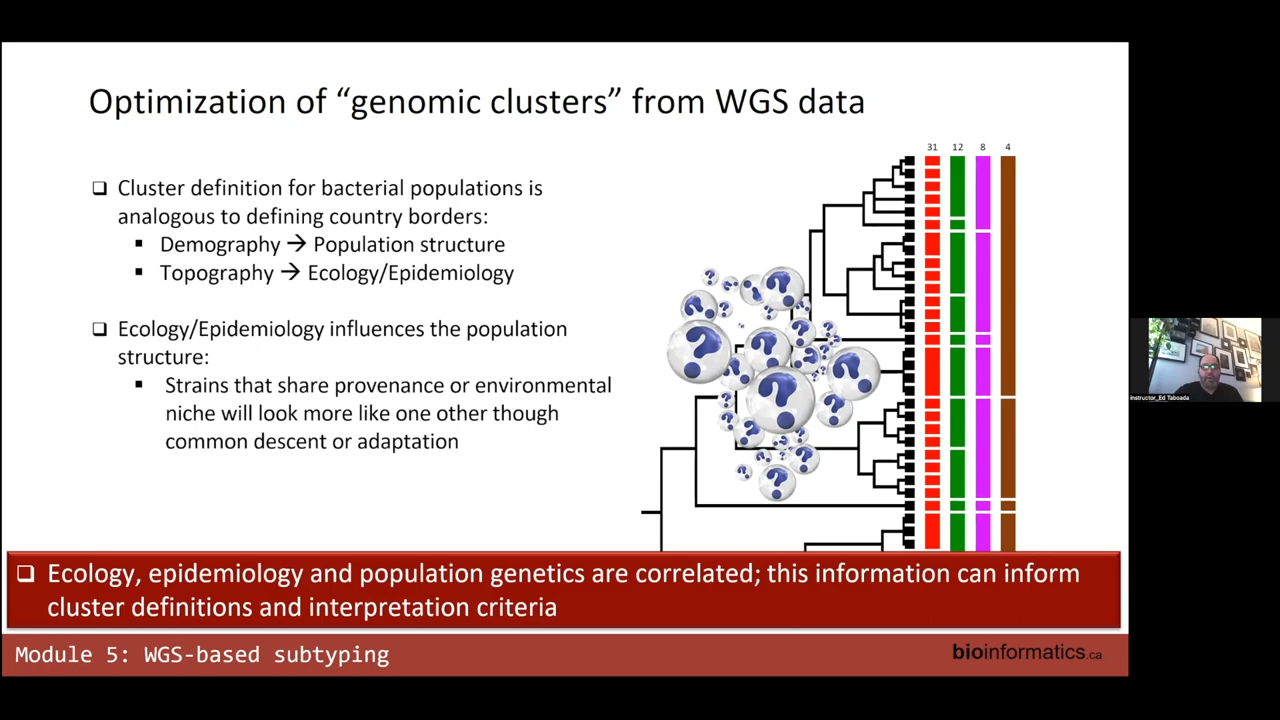 Optimization of “genomic clusters” from WGS data
31 12 8 4
❑ Cluster definition for bacterial populations is
analogous to defining country borders:
▪ Demography → Population structure
▪ Topography → Ecology/Epidemiology
❑ Ecology/Epidemiology influences the population
structure:
▪ Strains that share provenance or environmental
niche will look more like one other though
common descent or adaptation
❑ Ecology, epidemiology and population genetics are correlated; this information can inform
cluster definitions and interpretation criteria
Module 5: WGS-based subtyping
bioinformatics.ca
instructor_Ed Taboada